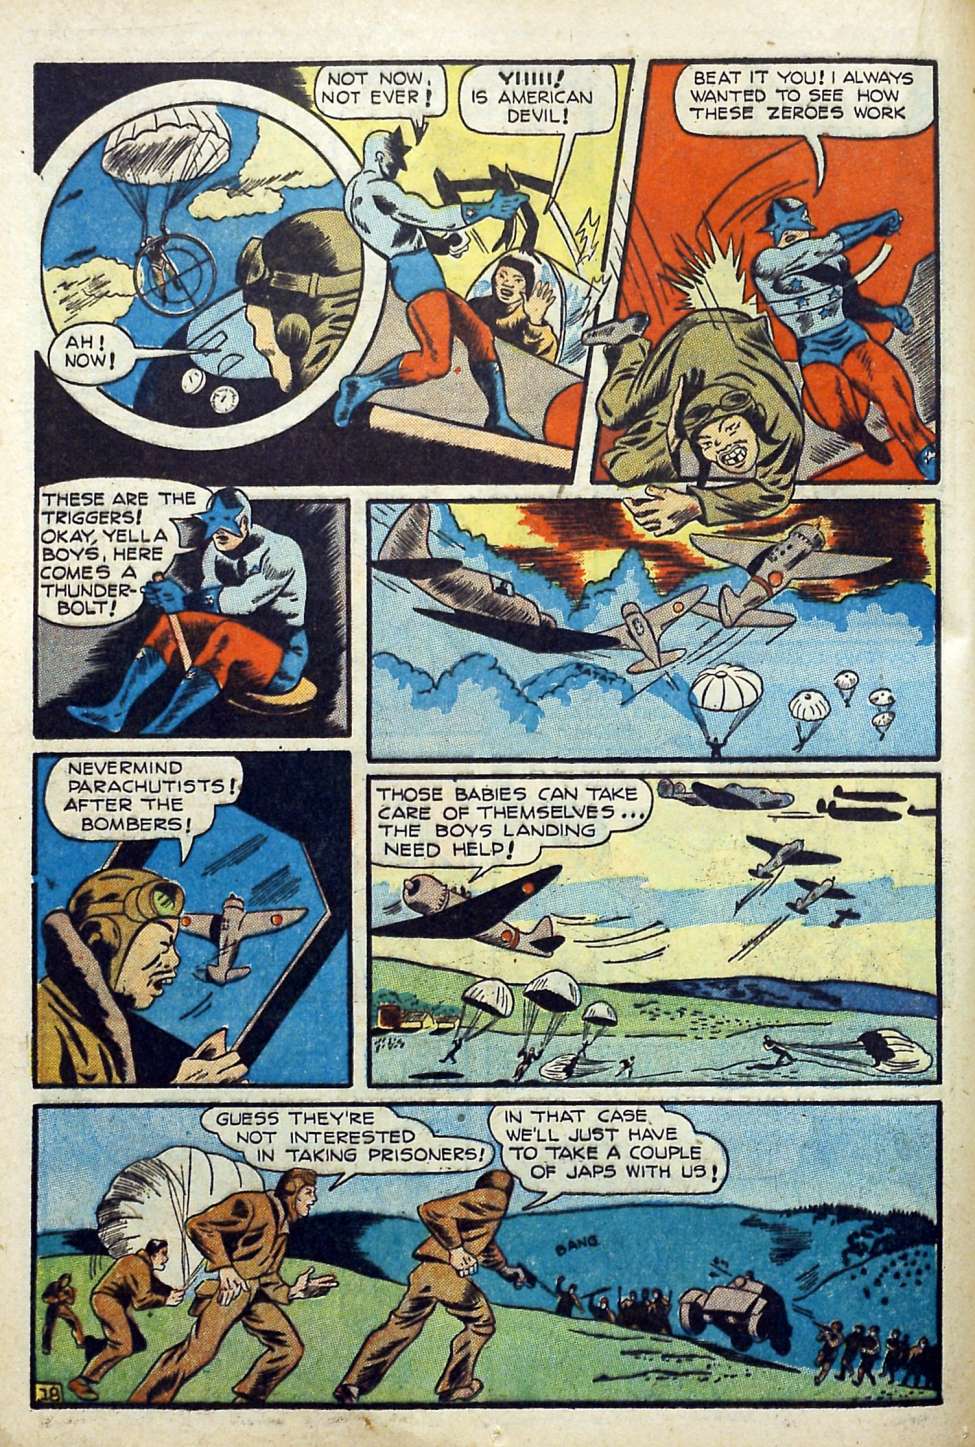 NOT NOW,
NOT EVER!
YIIIII!
IS AMERICAN
DEVIL!
AH!
NOW!
BEAT IT YOU! I ALWAYS
WANTED TO SEE HOW
THESE ZEROES WORK
THESE ARE THE
TRIGGERS!
OKAY, YELLA
BOYS, HERE
COMES A
THUNDER-
BOLT!
RATATAT
NEVERMIND
PARACHUTISTS!
AFTER THE
BOMBERS!
THOSE BABIES CAN TAKE
CARE OF THEMSELVES...
THE BOYS LANDING
NEED HELP!
GUESS THEY'RE
NOT INTERESTED
IN TAKING PRISONERS!
IN THAT CASE,
WE'LL JUST HAVE
TO TAKE A COUPLE
OF JAPS WITH US!
BANG
18